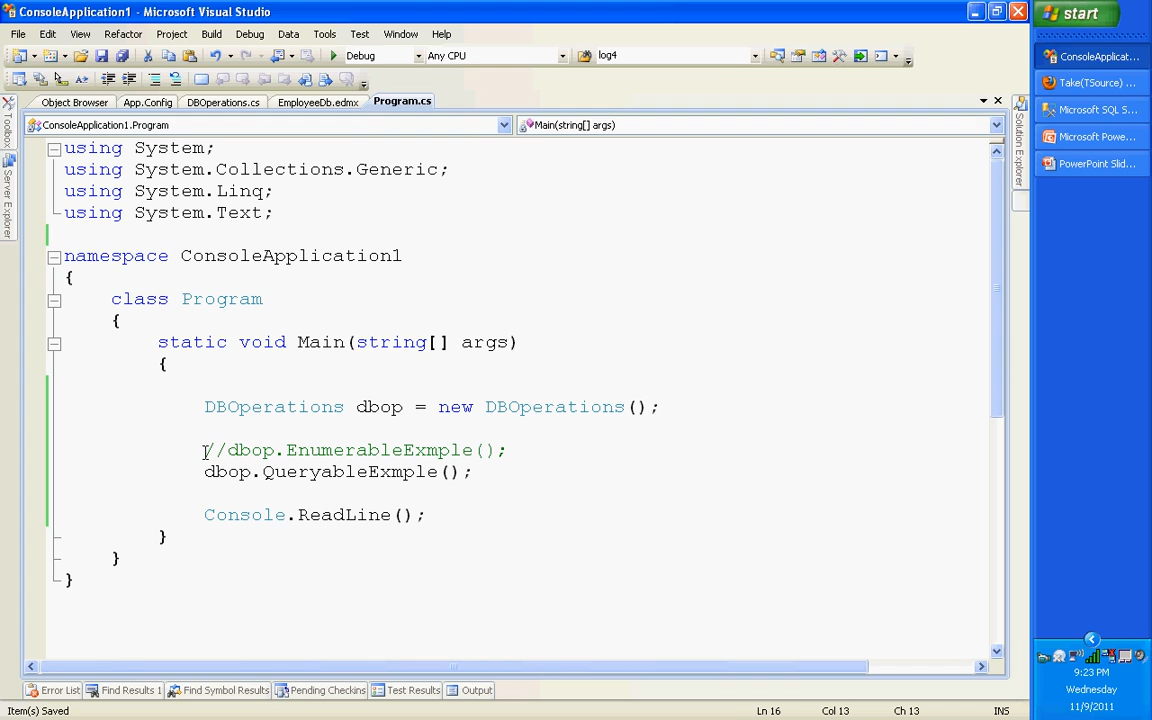 ConsoleApplication1 - Microsoft Visual Studio
start
File Edit View Refactor Project Build Debug Data Tools Test Window Help
Debug Any CPU log4
ConsoleApplicat...
Take(TSource) ...
Microsoft SQL S...
Microsoft Powe...
PowerPoint Slid...
Object Browser App.Config DBOperations.cs EmployeeDb.edmx Program.cs
ConsoleApplication1.Program Main(string[] args)
Toolbox
Server Explorer
Solution Explorer
using System;
using System.Collections.Generic;
using System.Linq;
using System.Text;
namespace ConsoleApplication1
{
class Program
{
static void Main(string[] args)
{
DBOperations dbop = new DBOperations();
//dbop.EnumerableExmple();
dbop.QueryableExmple();
Console.ReadLine();
}
}
}
Error List Find Results 1 Find Symbol Results Pending Checkins Test Results Output
Item(s) Saved Ln 16 Col 13 Ch 13 INS
9:23 PM
Wednesday
11/9/2011